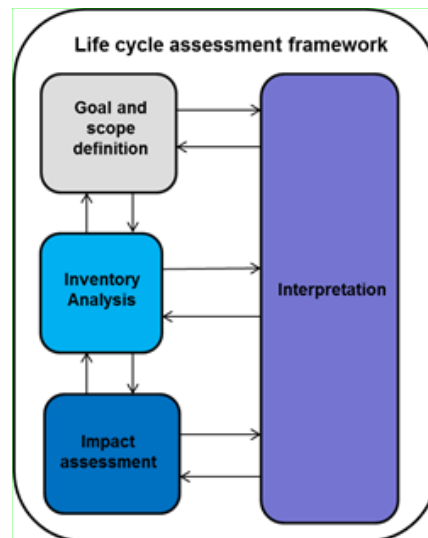 Life cycle assessment framework
Goal and
scope
definition
Inventory
Analysis
Interpretation
Impact
assessment